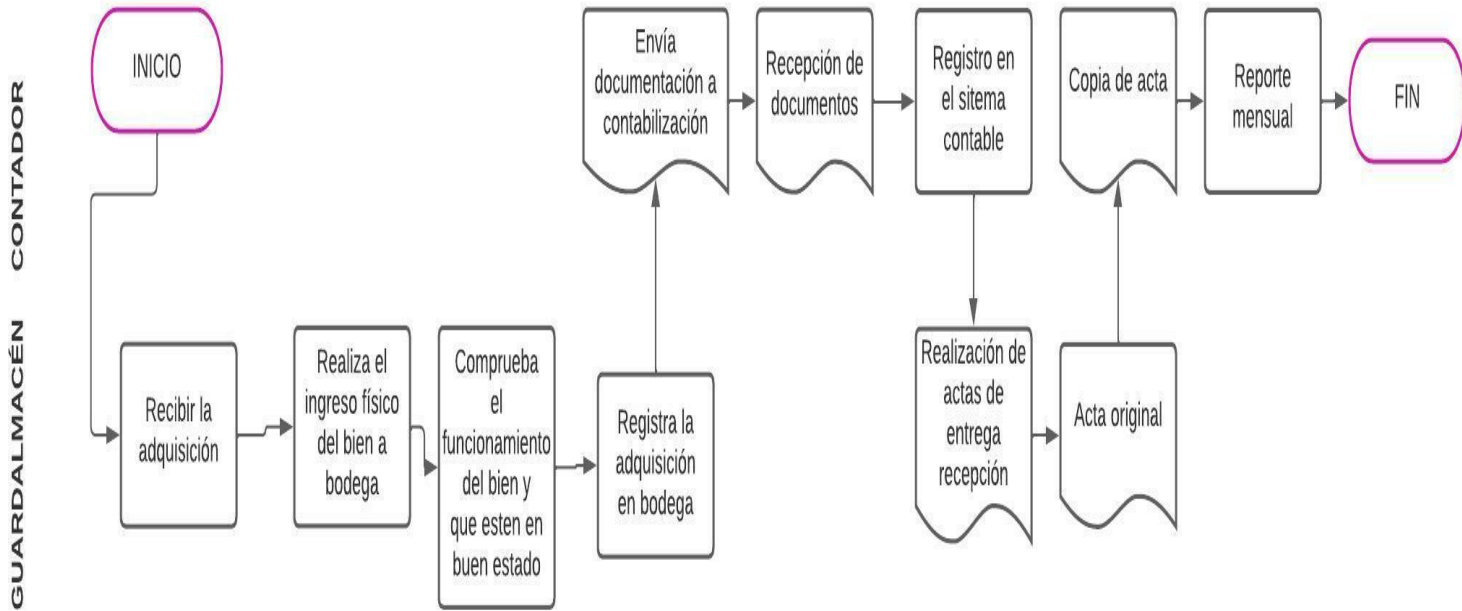 CONTADOR
INICIO
Envía
documentación a
contabilización
Recepción de
documentos
Registro en
el sitema
contable
Copia de acta
Reporte
mensual
FIN
GUARDALMACÉN
Recibir la
adquisición
Realiza el
ingreso físico
del bien a
bodega
Comprueba
el
funcionamiento
del bien y
que esten en
buen estado
Registra la
adquisición
en bodega
Realización de
actas de
entrega
recepción
Acta original